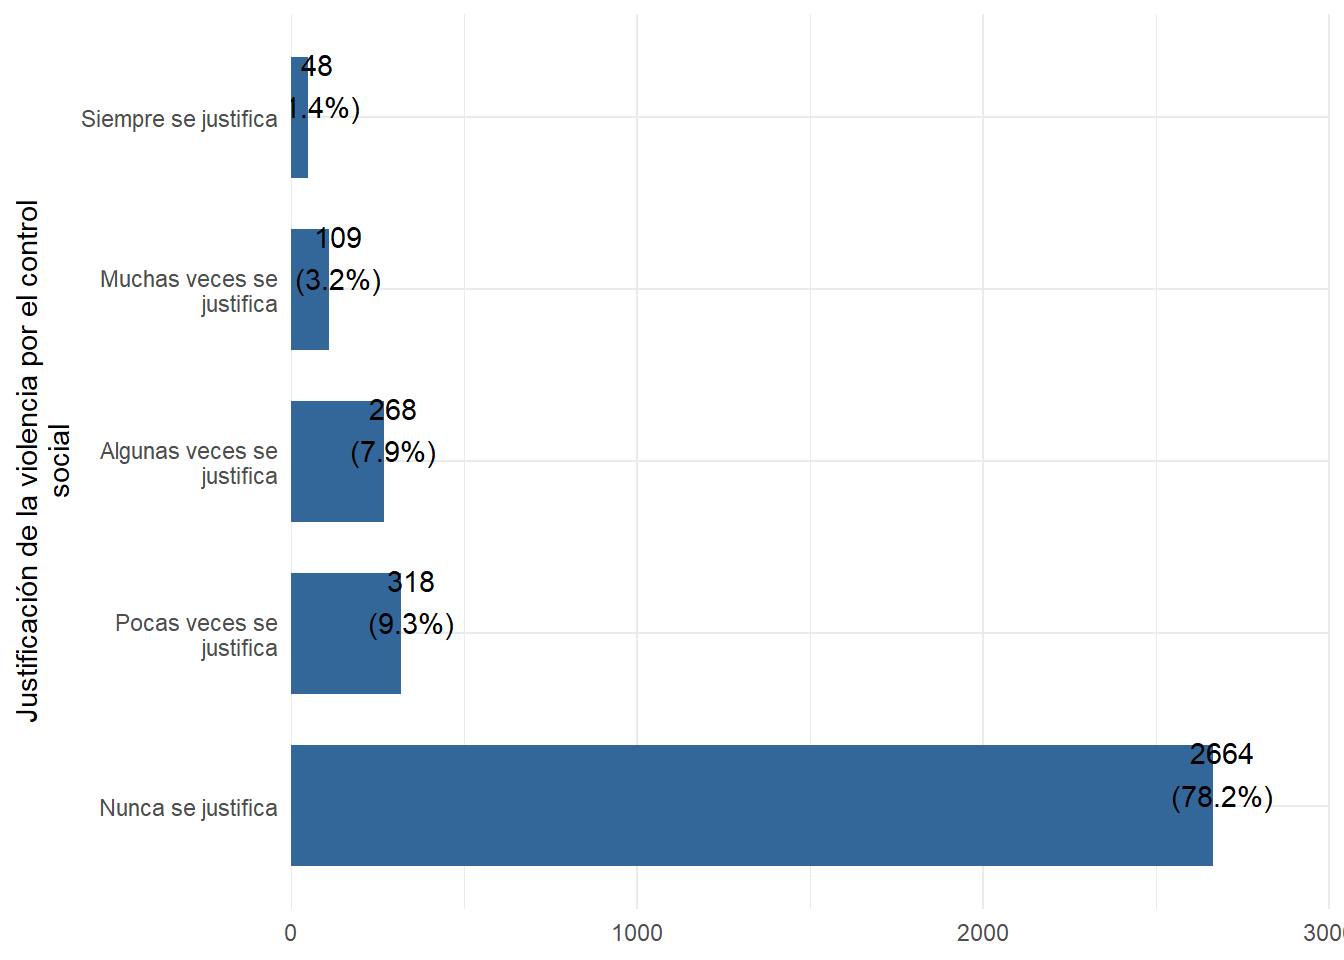 Justificación de la violencia por el control
social
Siempre se justifica
48
1.4%)
Muchas veces se
justifica
109
(3.2%)
Algunas veces se
justifica
268
(7.9%)
Pocas veces se
justifica
318
(9.3%)
Nunca se justifica
2664
(78.2%)
0
1000
2000
300